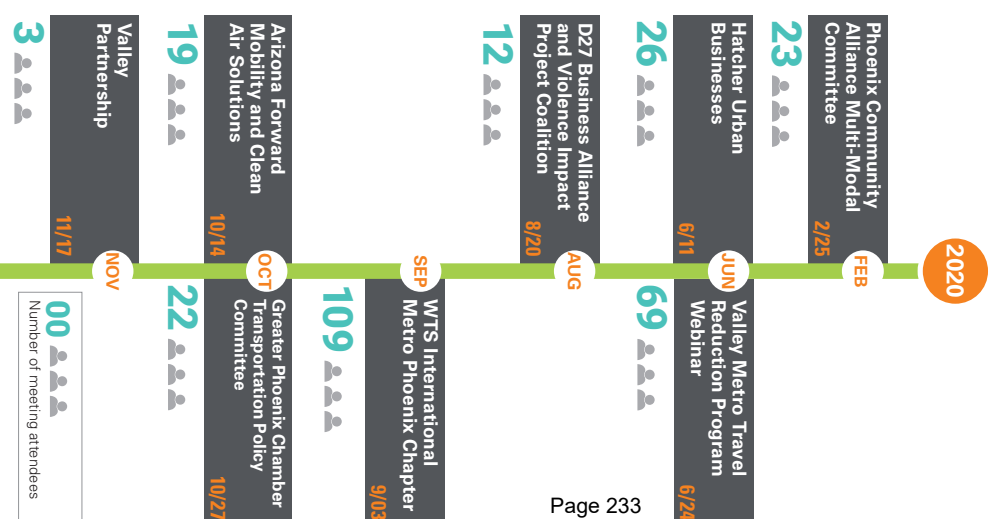 2020
FEB
Phoenix Community
Alliance Multi-Modal
Committee
2/25
23
JUN
Hatcher Urban
Businesses
6/11
26
Valley Metro Travel
Reduction Program
Webinar
6/24
69
AUG
D27 Business Alliance
and Violence Impact
Project Coalition
8/20
12
SEP
WTS International
Metro Phoenix Chapter
9/03
109
OCT
Arizona Forward
Mobility and Clean
Air Solutions
10/14
19
Greater Phoenix Chamber
Transportation Policy
Committee
10/27
22
NOV
Valley
Partnership
11/17
3
00
Number of meeting attendees
Page 233